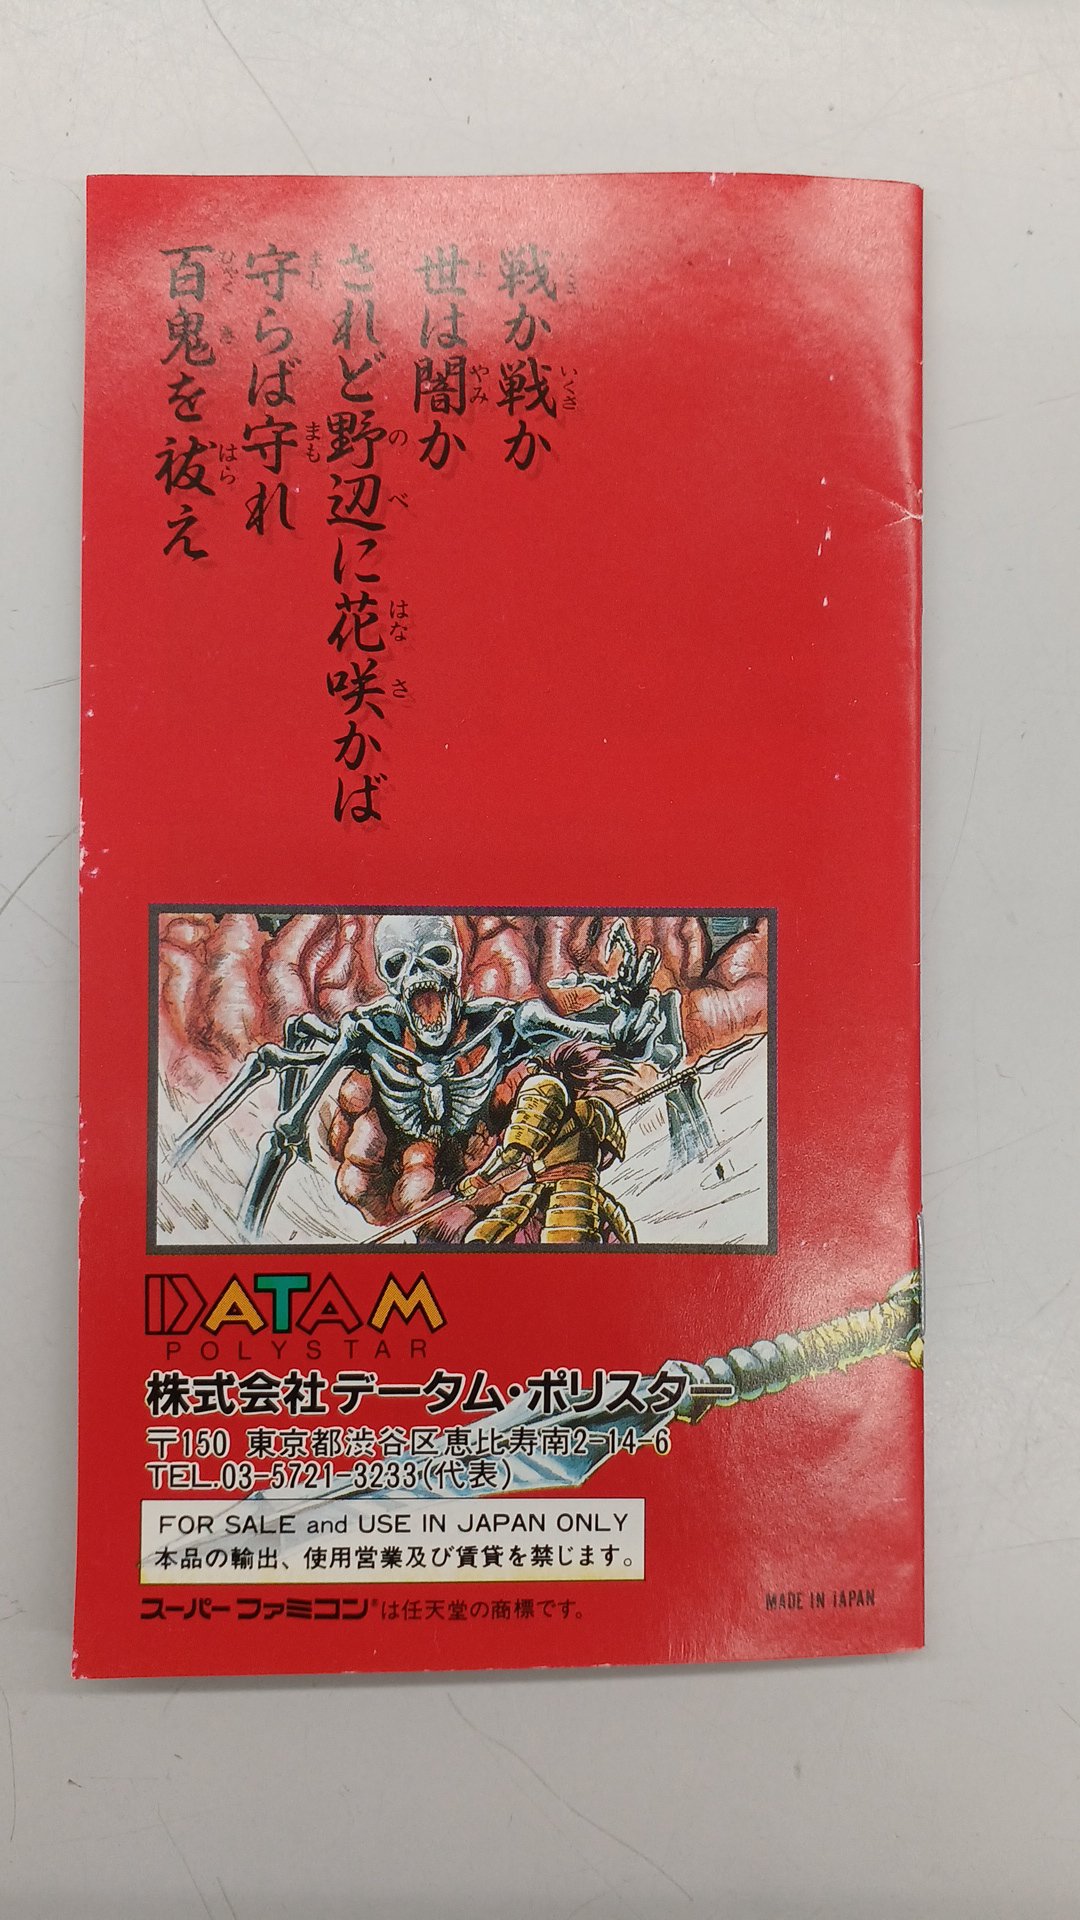 戦か戦か
世は闇か
されど野辺に花咲かば
守らば守れ
百鬼を祓え
DATAM
POLYSTAR
株式会社データム・ポリスター
〒150 東京都渋谷区恵比寿南2-14-6
TEL.03-5721-3233(代表)
FOR SALE and USE IN JAPAN ONLY
本品の輸出、使用営業及び賃貸を禁じます。
スーパーファミコン®は任天堂の商標です。
MADE IN JAPAN